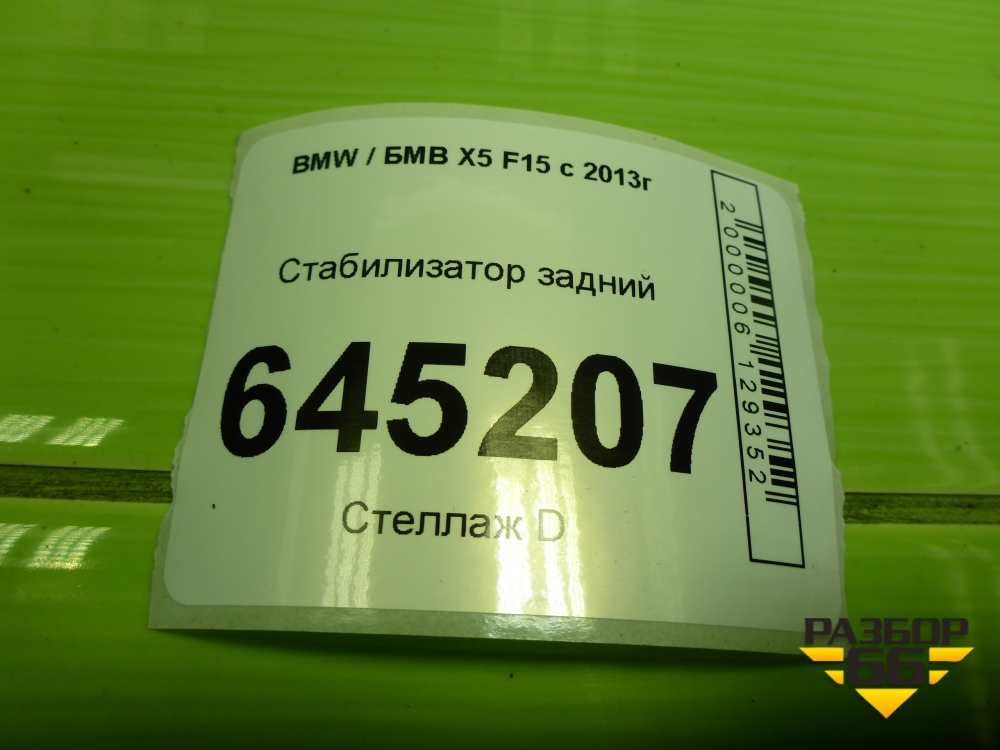 BMW / БМВ X5 F15 с 2013г
Стабилизатор задний
645207
Стеллаж D
2000006129352
РАЗБОР
66